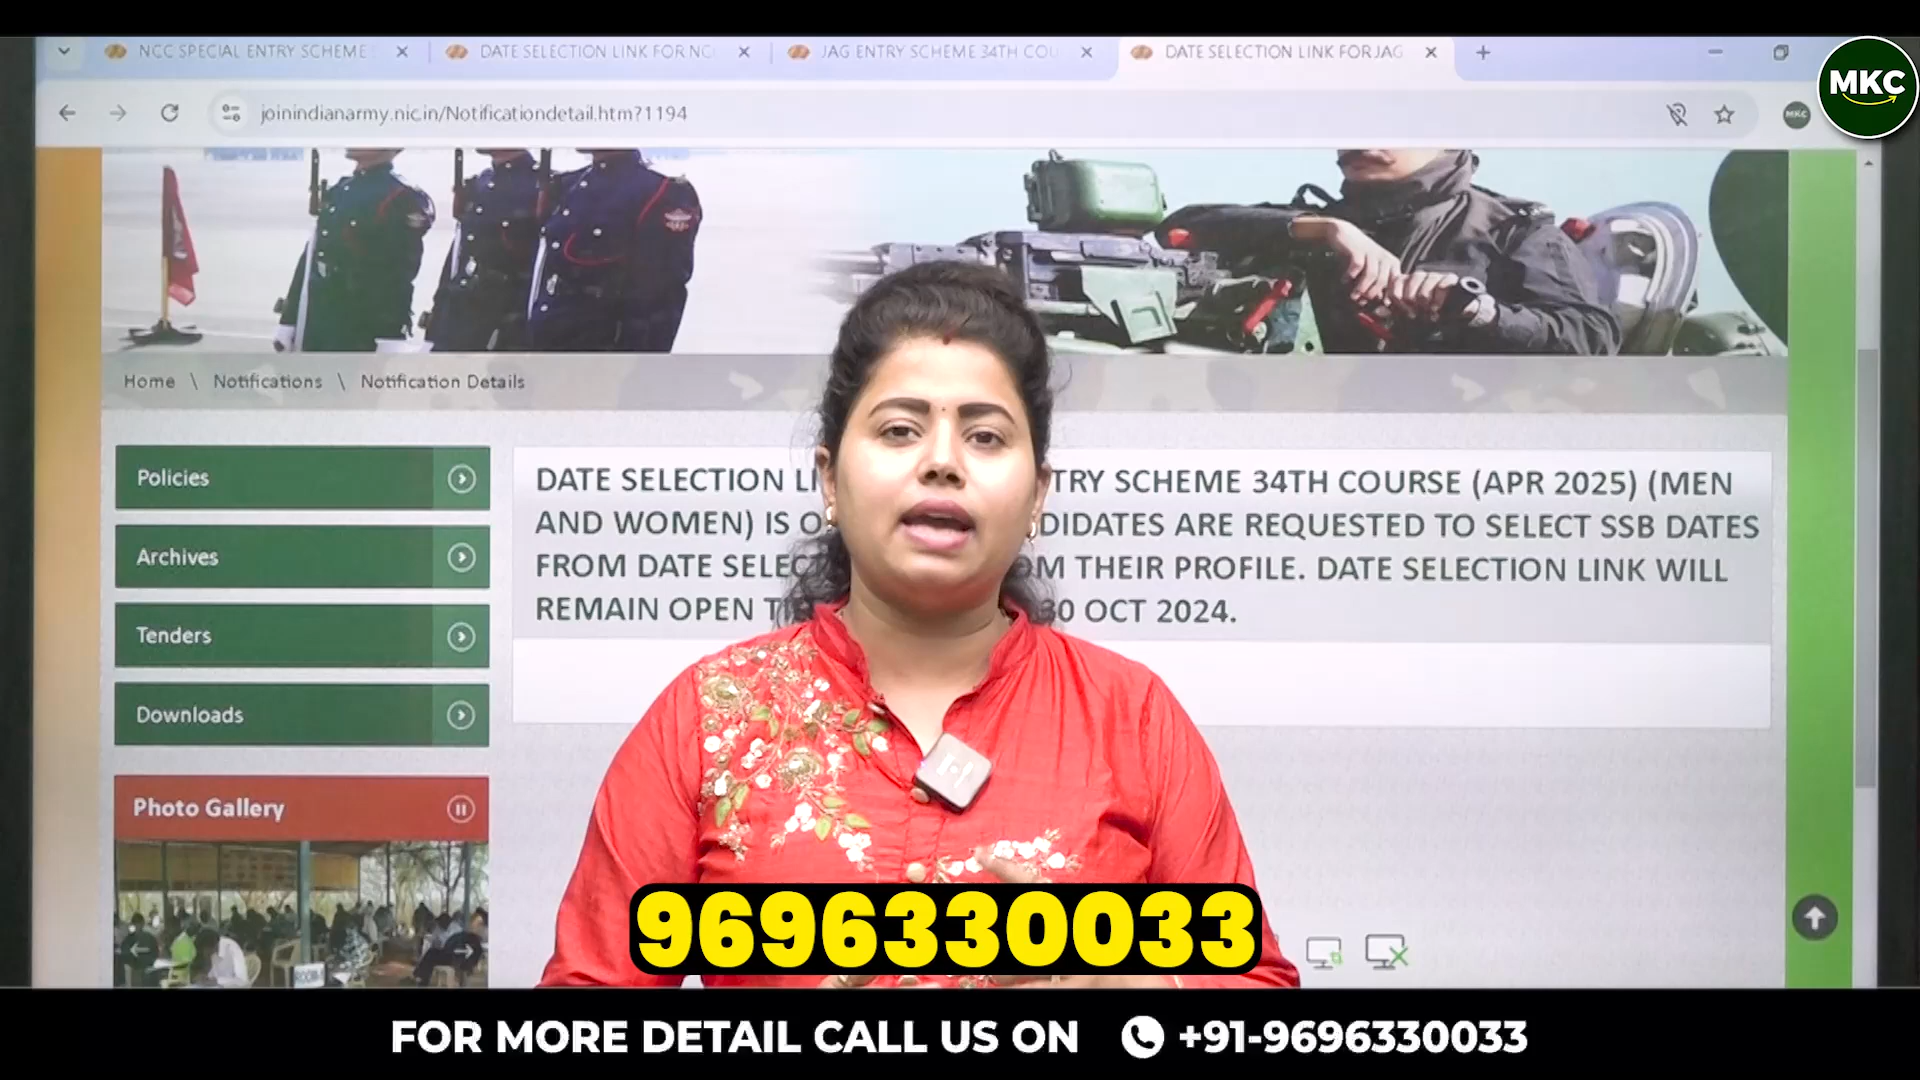 NCC SPECIAL ENTRY SCHEME
DATE SELECTION LINK FOR NC
JAG ENTRY SCHEME 34TH COU
DATE SELECTION LINK FOR JAG
MKC
joinindianarmy.nic.in/Notificationdetail.htm?1194
MKC
Home \ Notifications \ Notification Details
Policies
Archives
Tenders
Downloads
Photo Gallery
DATE SELECTION LI TRY SCHEME 34TH COURSE (APR 2025) (MEN
AND WOMEN) IS O DIDATES ARE REQUESTED TO SELECT SSB DATES
FROM DATE SELEC OM THEIR PROFILE. DATE SELECTION LINK WILL
REMAIN OPEN TI 30 OCT 2024.
9696330033
FOR MORE DETAIL CALL US ON +91-9696330033